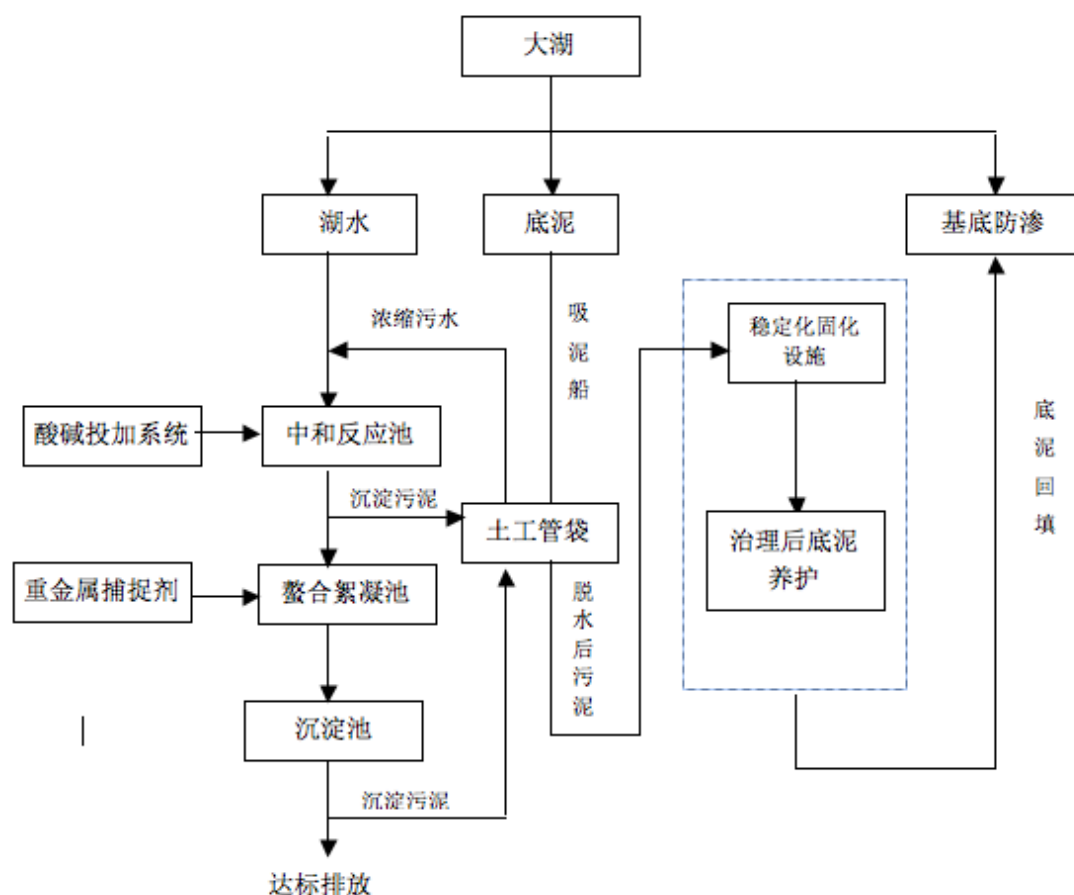 大湖
湖水
底泥
基底防渗
浓缩污水
吸泥船
稳定化固化
设施
酸碱投加系统
中和反应池
底泥回填
沉淀污泥
土工管袋
治理后底泥
养护
重金属捕捉剂
螯合絮凝池
脱水后污泥
沉淀池
沉淀污泥
达标排放